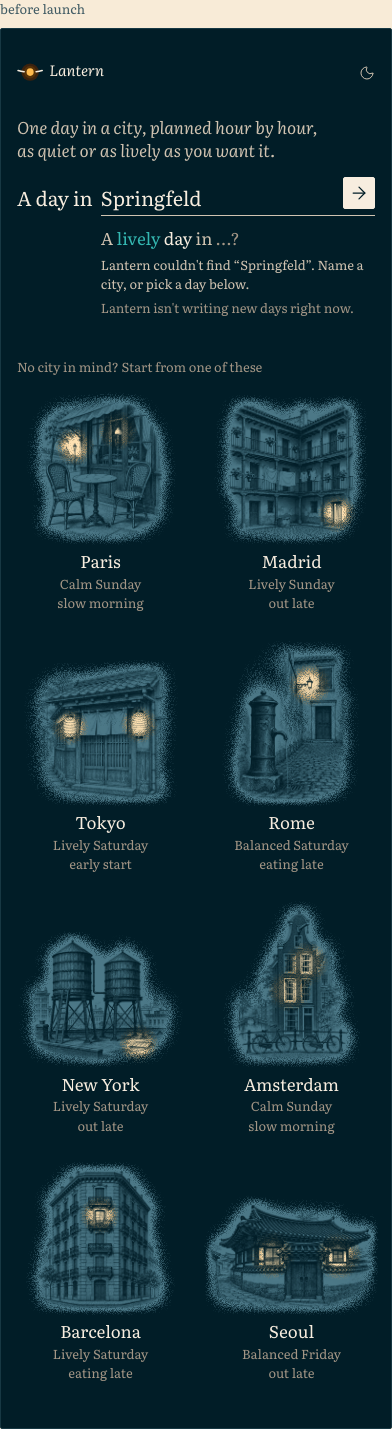 before launch
Lantern
One day in a city, planned hour by hour,
as quiet or as lively as you want it.
A day in Springfeld
A lively day in …?
Lantern couldn't find “Springfeld”. Name a
city, or pick a day below.
Lantern isn't writing new days right now.
No city in mind? Start from one of these
Paris
Calm Sunday
slow morning
Madrid
Lively Sunday
out late
Tokyo
Lively Saturday
early start
Rome
Balanced Saturday
eating late
New York
Lively Saturday
out late
Amsterdam
Calm Sunday
slow morning
Barcelona
Lively Saturday
eating late
Seoul
Balanced Friday
out late